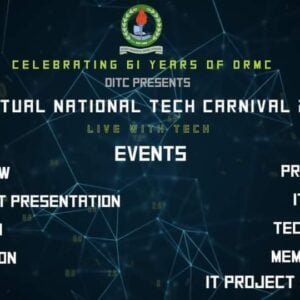 CELEBRATING 61 YEARS OF DRMC
DITC PRESENTS
TUAL NATIONAL TECH CARNIVAL
LIVE WITH TECH
EVENTS
W
PR
T PRESENTATION
IT
TEC
ON
MEM
IT PROJECT